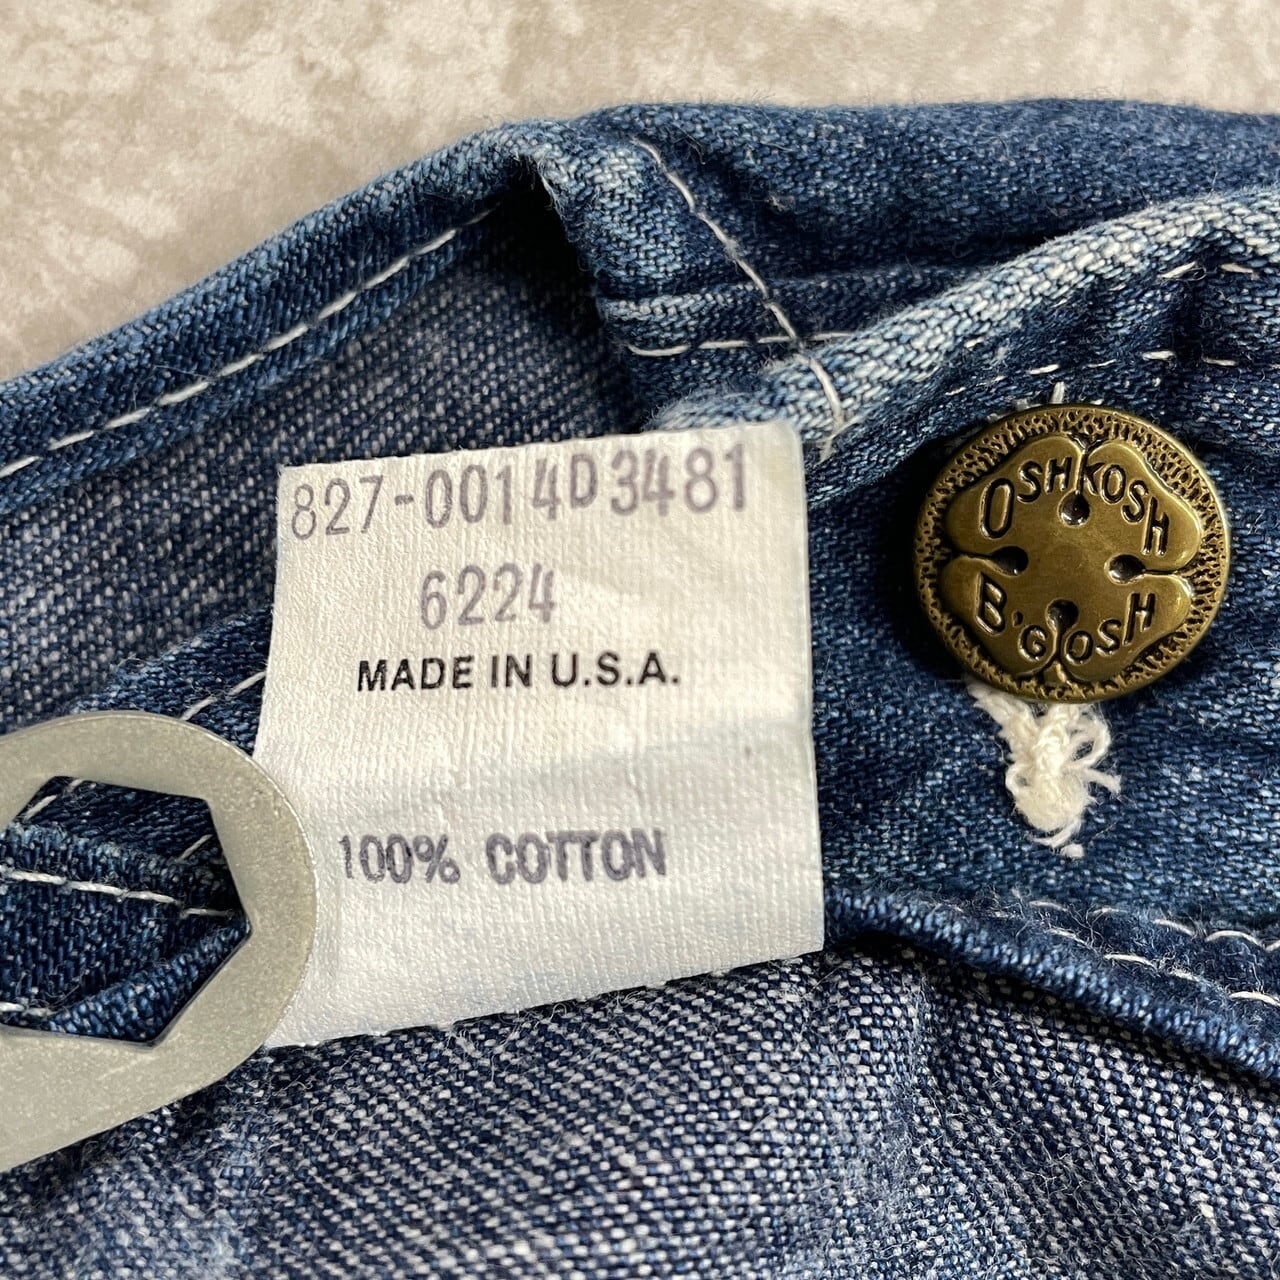 827-0014D3481
6224
MADE IN U.S.A.
100% COTTON
OSHKOSH
B'GOSH